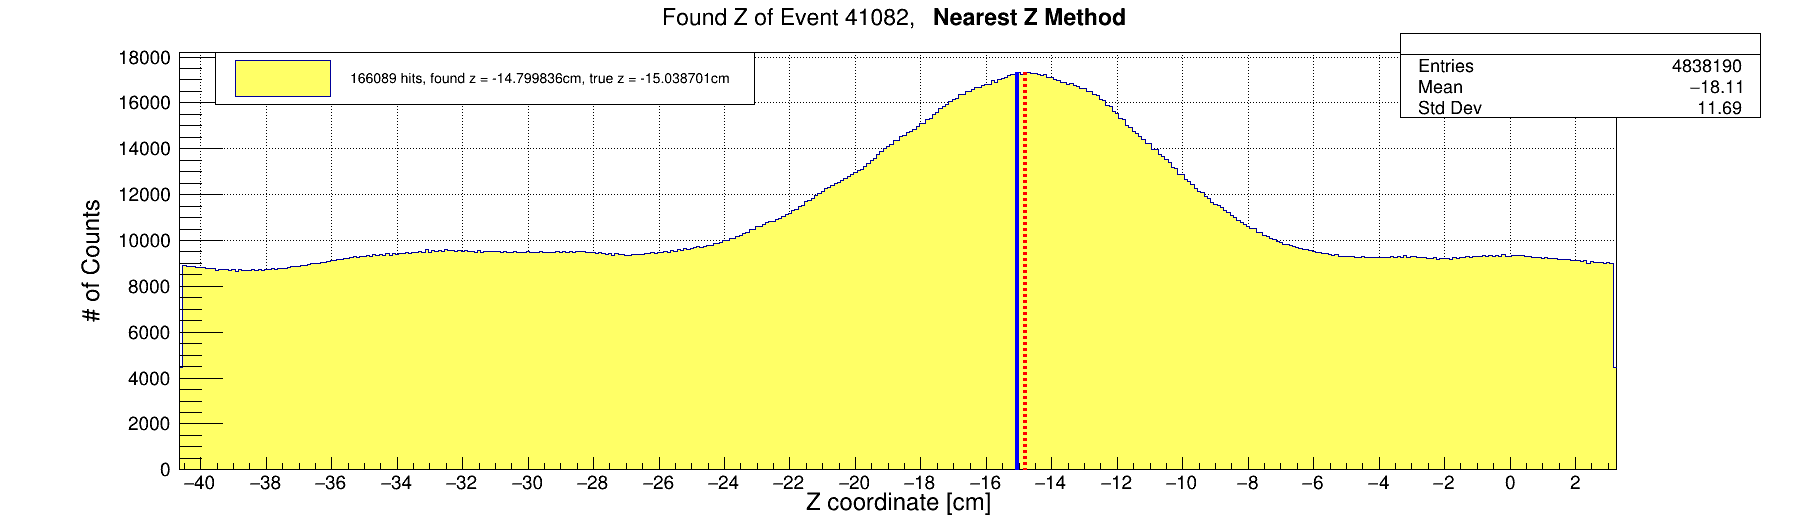 Found Z of Event 41082, Nearest Z Method
166089 hits, found z = -14.799836cm, true z = -15.038701cm
Entries 4838190
Mean −18.11
Std Dev 11.69
# of Counts
18000
16000
14000
12000
10000
8000
6000
4000
2000
0
−40 −38 −36 −34 −32 −30 −28 −26 −24 −22 −20 −18 −16 −14 −12 −10 −8 −6 −4 −2 0 2
Z coordinate [cm]